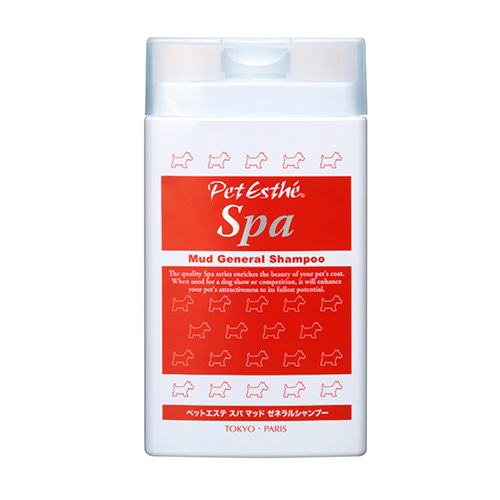 Pet Esthé®
Spa
Mud General Shampoo
The quality Spa series enriches the beauty of your pet's coat.
When used for a dog show or competition, it will enhance
your pet's attractiveness to its fullest potential.
ペットエステ スパ マッド ゼネラルシャンプー
TOKYO・PARIS